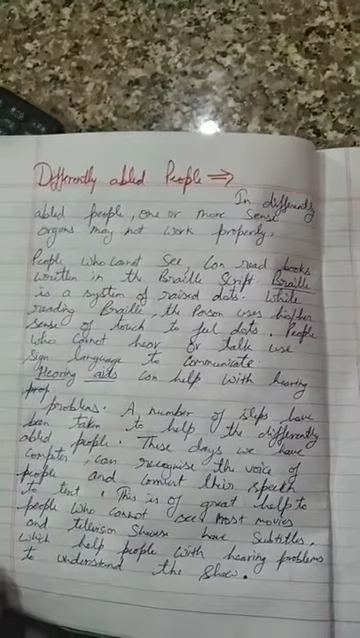 Differently abled People ⇒
In differently
abled people, one or more sense
organs may not work properly.
People who cannot see, can read books
written in the Braille Script. Braille
is a system of raised dots. While
reading Braille, the Person uses his/her
sense of touch to feel dots. People
who cannot hear or talk use
sign language to communicate.
Hearing aids can help with hearing
prof
problems. A number of steps have
been taken to help the differently
abled people. These days we have
computer, can recognise the voice of
people and convert their speech
to text. This is of great help to
people who cannot see. Most movies
and television Shows have Subtitles.
which help people with hearing problems
to understand the show.